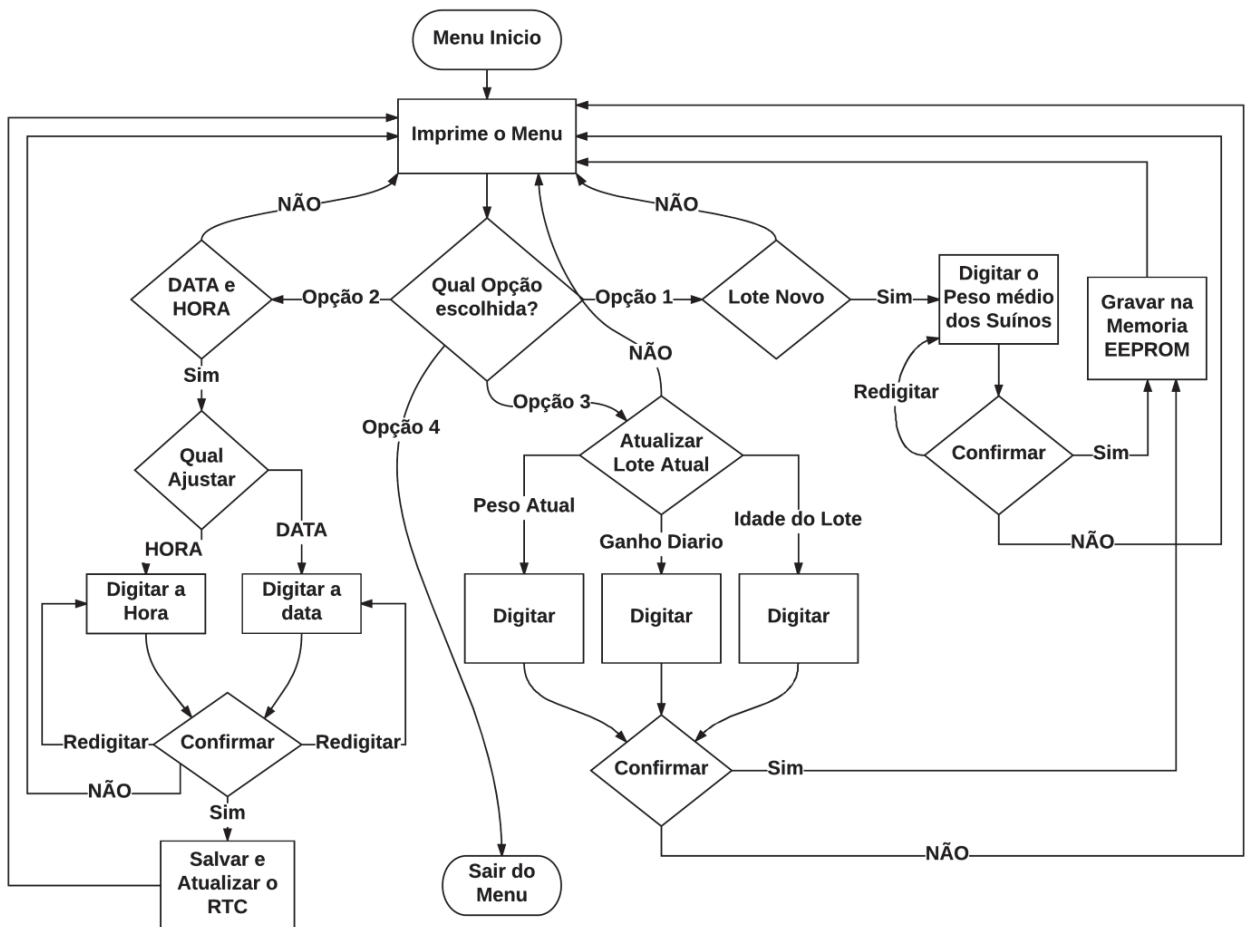 Menu Inicio
Imprime o Menu
NÃO
NÃO
DATA e
HORA
Opção 2
Qual Opção
escolhida?
Opção 1
Lote Novo
Sim
Digitar o
Peso médio
dos Suínos
Gravar na
Memoria
EEPROM
NÃO
Sim
Redigitar
Opção 3
Opção 4
Atualizar
Lote Atual
Confirmar
Sim
Qual
Ajustar
Peso Atual
Idade do Lote
DATA
Ganho Diario
NÃO
HORA
Digitar a
Hora
Digitar a
data
Digitar
Digitar
Digitar
Redigitar
Confirmar
Redigitar
Confirmar
Sim
NÃO
Sim
NÃO
Salvar e
Atualizar o
RTC
Sair do
Menu